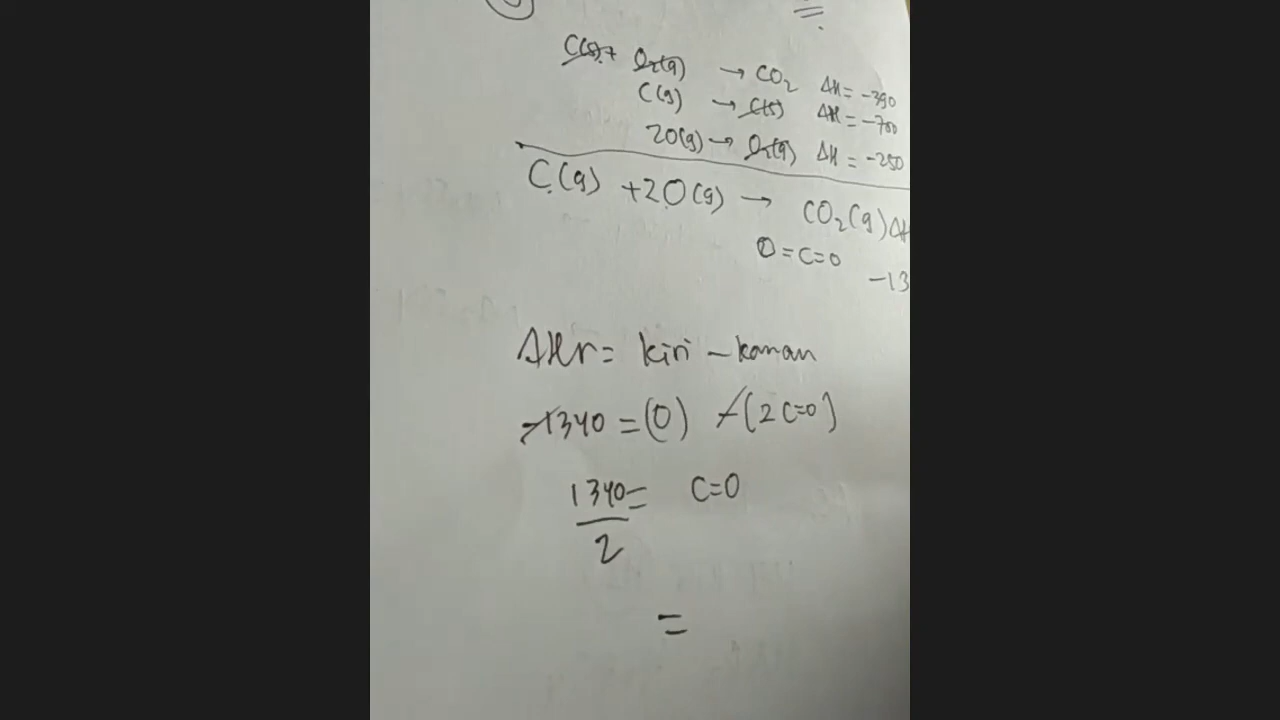 C(s) + O₂(g) → CO₂ ΔH = -390
C(g) → C(s) ΔH = -700
2O(g) → O₂(g) ΔH = -250
C(g) + 2O(g) → CO₂(g) ΔH
O=C=O -13
ΔHr = kiri - kanan
-1340 = (0) -(2 C=O)
1340 = C=O
2
=